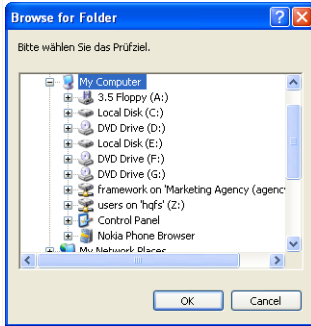 Browse for Folder
Bitte wählen Sie das Prüfziel.
My Computer
3.5 Floppy (A:)
Local Disk (C:)
DVD Drive (D:)
Local Disk (E:)
DVD Drive (F:)
DVD Drive (G:)
framework on 'Marketing Agency (agenc
users on 'hqfs' (Z:)
Control Panel
Nokia Phone Browser
My Network Places
OK
Cancel